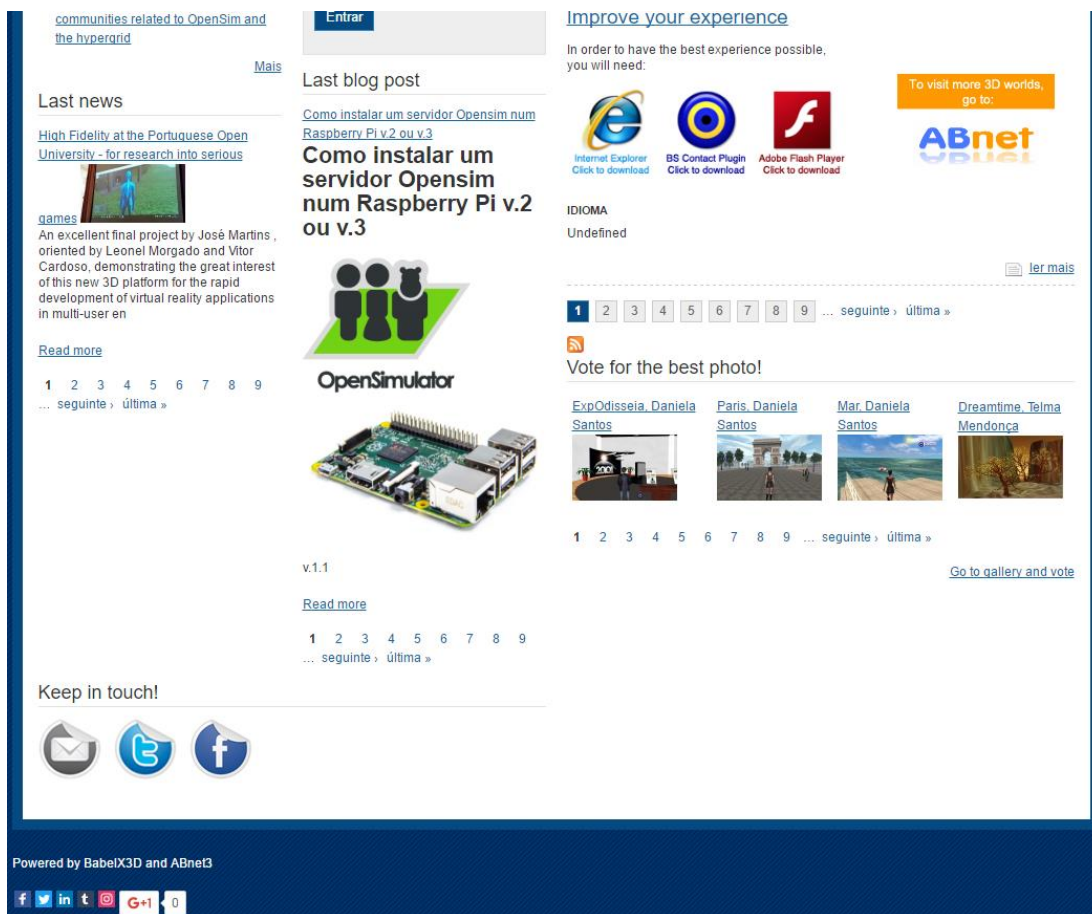 communities related to OpenSim and
the hypergrid
Mais
Last news
High Fidelity at the Portuguese Open
University - for research into serious
games
An excellent final project by José Martins ,
oriented by Leonel Morgado and Vitor
Cardoso, demonstrating the great interest
of this new 3D platform for the rapid
development of virtual reality applications
in multi-user en
Read more
1 2 3 4 5 6 7 8 9
... seguinte › última »
Entrar
Last blog post
Como instalar um servidor Opensim num
Raspberry Pi v.2 ou v.3
Como instalar um
servidor Opensim
num Raspberry Pi v.2
ou v.3
OpenSimulator
v.1.1
Read more
1 2 3 4 5 6 7 8 9
... seguinte › última »
Improve your experience
In order to have the best experience possible,
you will need:
Internet Explorer
Click to download
BS Contact Plugin
Click to download
Adobe Flash Player
Click to download
To visit more 3D worlds,
go to:
ABnet
IDIOMA
Undefined
ler mais
1 2 3 4 5 6 7 8 9 ... seguinte › última »
Vote for the best photo!
ExpOdisseia, Daniela
Santos
Paris, Daniela
Santos
Mar, Daniela
Santos
Dreamtime, Telma
Mendonça
1 2 3 4 5 6 7 8 9 ... seguinte › última »
Go to gallery and vote
Keep in touch!
Powered by BabelX3D and ABnet3
G+1 0